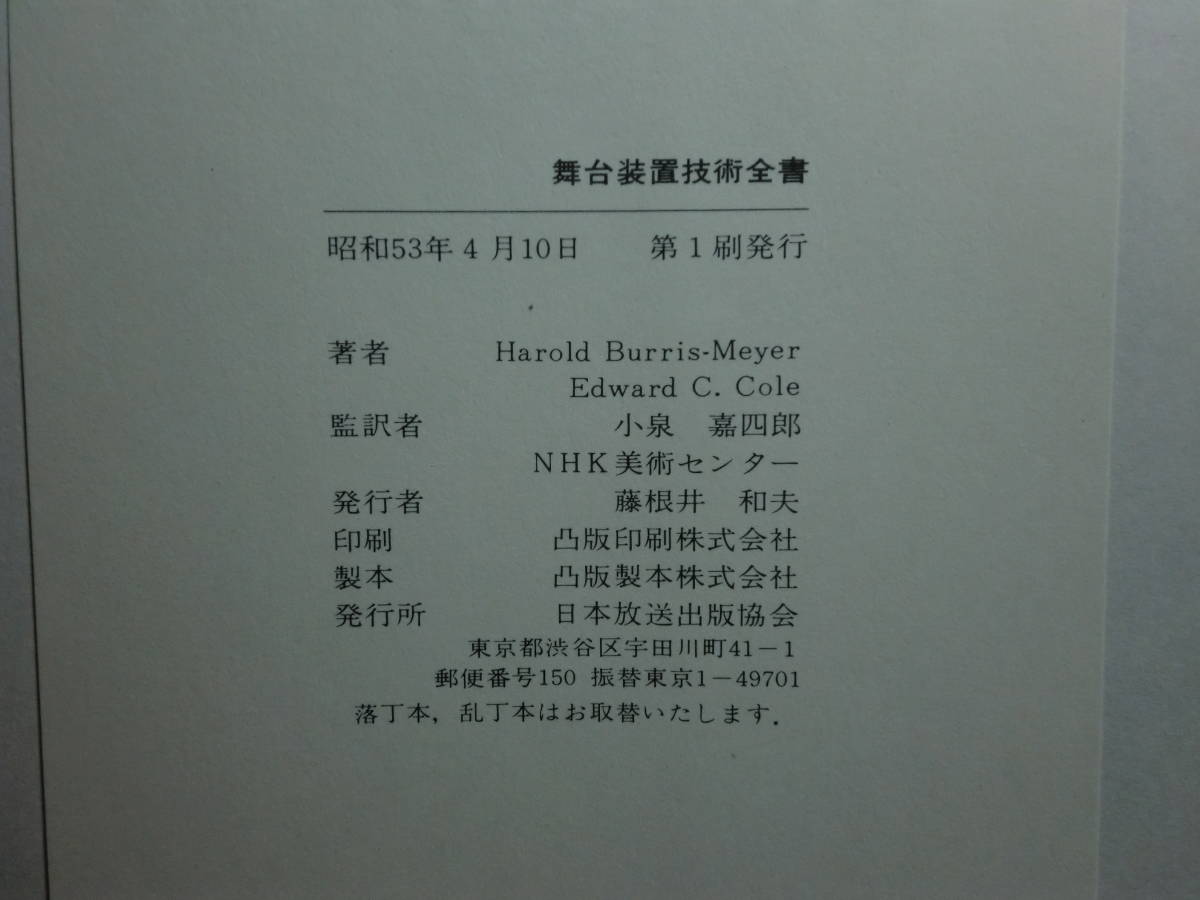 舞台装置技術全書
昭和53年4月10日 第1刷発行
著者 Harold Burris-Meyer
Edward C. Cole
監訳者 小泉 嘉四郎
NHK美術センター
発行者 藤根井 和夫
印刷 凸版印刷株式会社
製本 凸版製本株式会社
発行所 日本放送出版協会
東京都渋谷区宇田川町41-1
郵便番号150 振替東京1-49701
落丁本，乱丁本はお取替いたします．